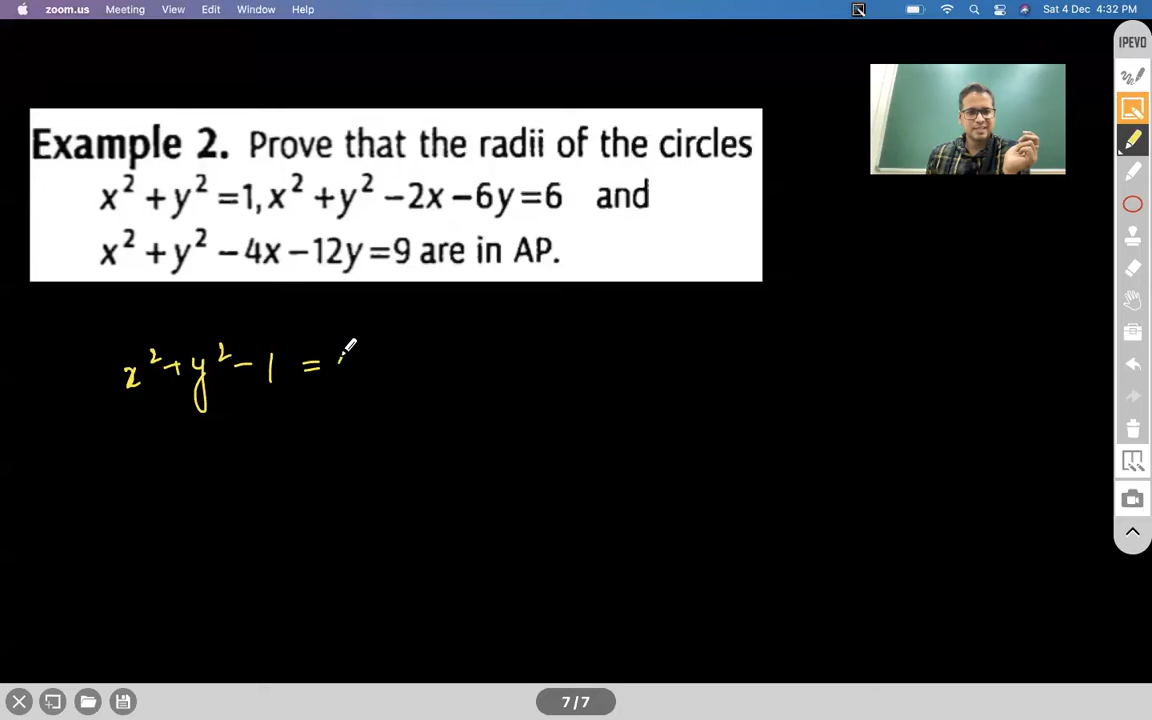 zoom.us Meeting View Edit Window Help Sat 4 Dec 4:32 PM
IPEVO
Example 2. Prove that the radii of the circles
x² + y² = 1, x² + y² − 2x − 6y = 6 and
x² + y² − 4x − 12y = 9 are in AP.
x² + y² − 1 =
7/7